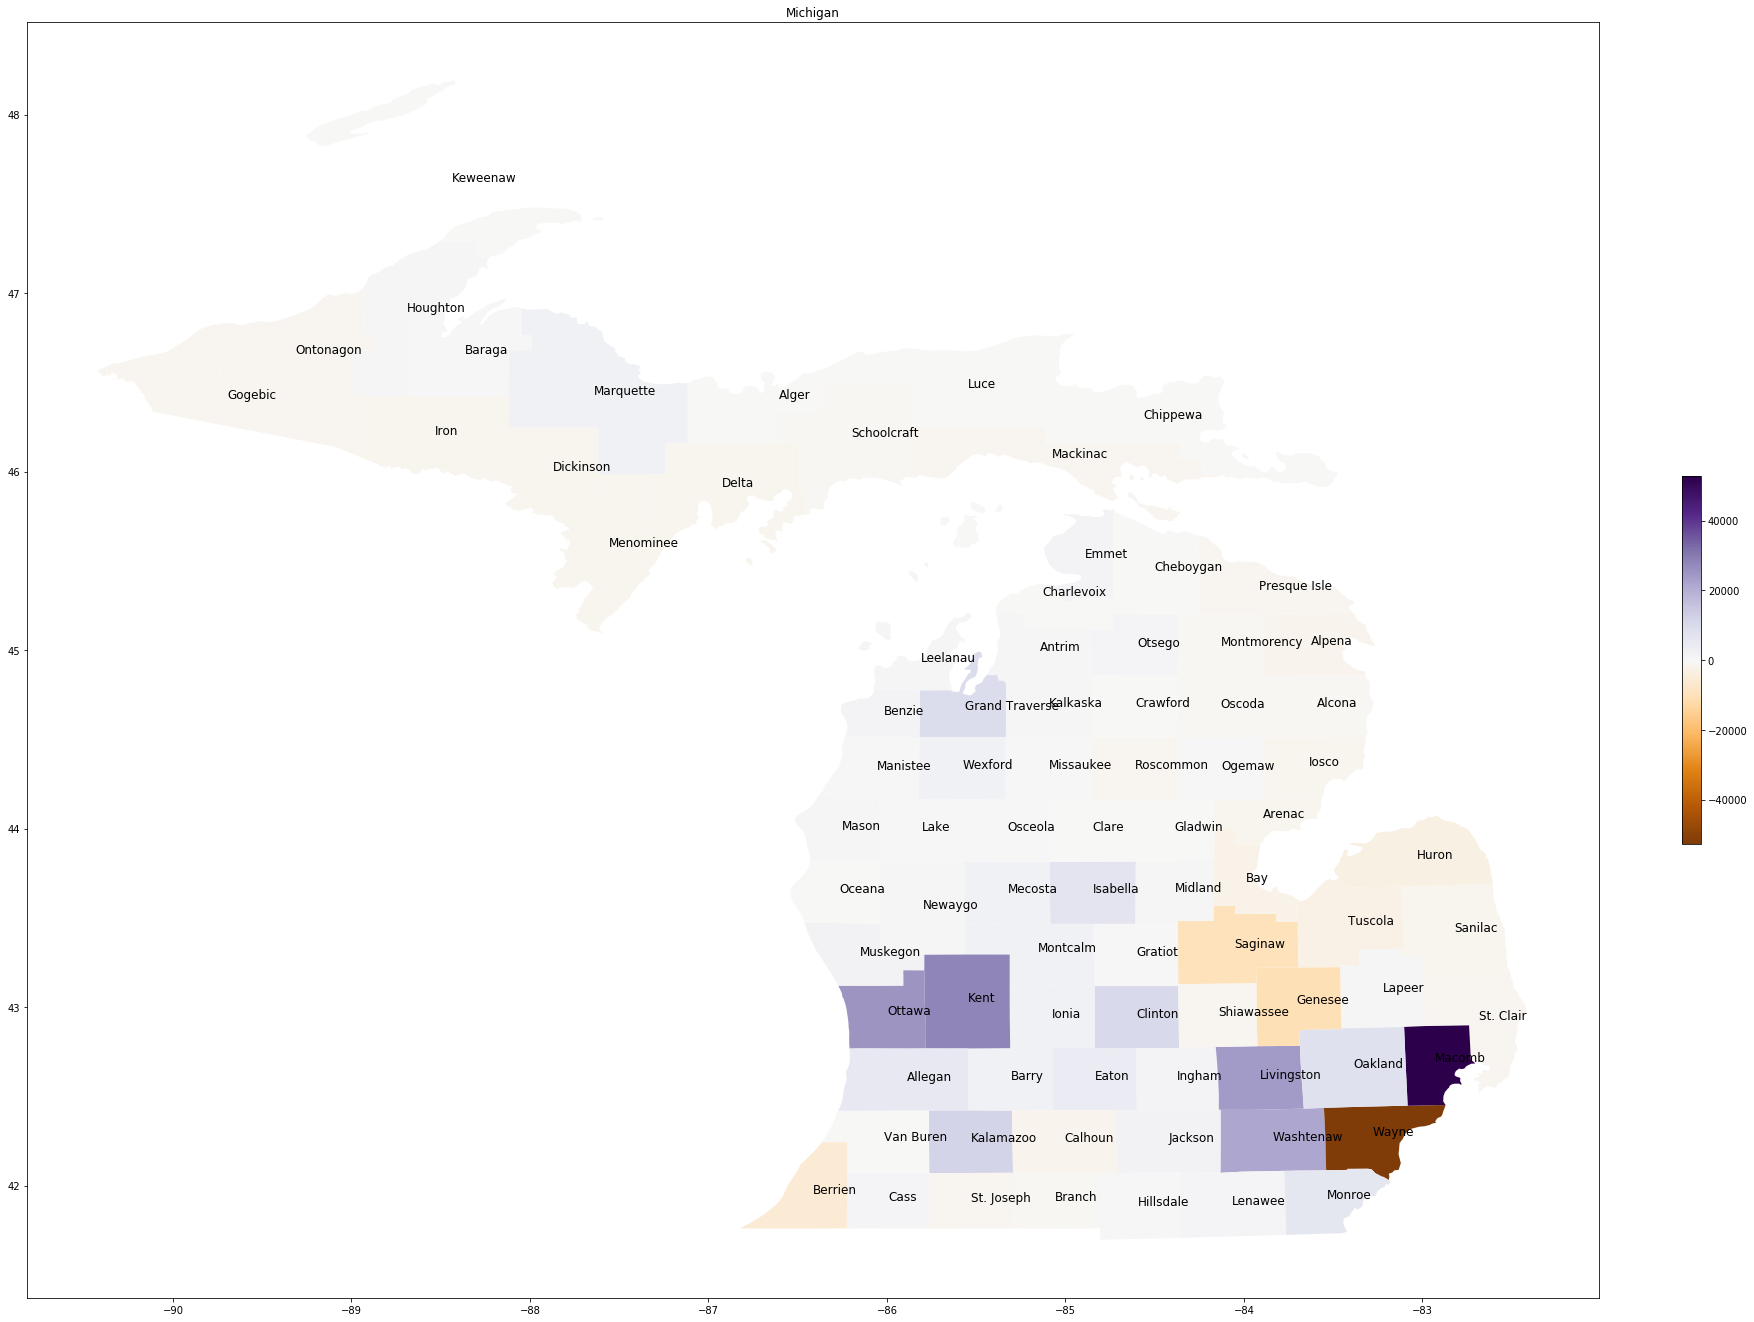 Michigan
48
Keweenaw
47
Houghton
Ontonagon
Baraga
Gogebic
Marquette
Alger
Luce
Chippewa
Iron
Schoolcraft
46
Dickinson
Mackinac
Delta
Menominee
Emmet
Cheboygan
Charlevoix
Presque Isle
45
Leelanau
Antrim
Otsego
Montmorency
Alpena
Benzie
Grand Traverse
Kalkaska
Crawford
Oscoda
Alcona
Manistee
Wexford
Missaukee
Roscommon
Ogemaw
Iosco
44
Mason
Lake
Osceola
Clare
Gladwin
Arenac
Huron
Oceana
Mecosta
Isabella
Midland
Bay
Newaygo
Tuscola
Sanilac
Muskegon
Montcalm
Gratiot
Saginaw
43
Ottawa
Kent
Ionia
Clinton
Shiawassee
Genesee
Lapeer
St. Clair
Allegan
Barry
Eaton
Ingham
Livingston
Oakland
Macomb
Van Buren
Kalamazoo
Calhoun
Jackson
Washtenaw
Wayne
42
Berrien
Cass
St. Joseph
Branch
Hillsdale
Lenawee
Monroe
−90
−89
−88
−87
−86
−85
−84
−83
40000
20000
0
−20000
−40000